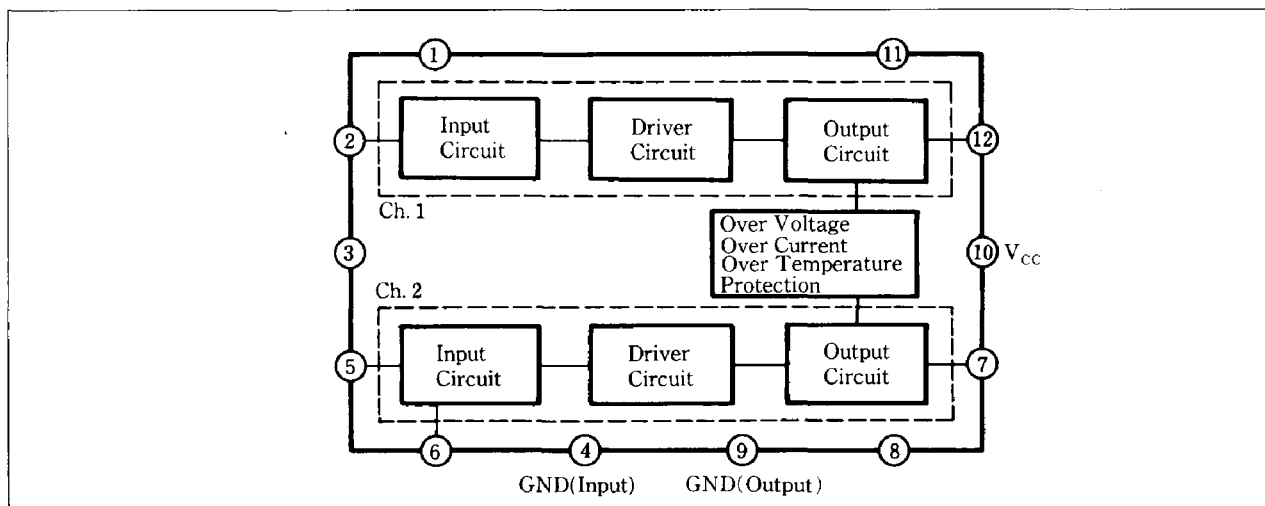 1
11
2
Input
Circuit
Driver
Circuit
Output
Circuit
12
Ch. 1
3
Over Voltage
Over Current
Over Temperature
Protection
10
V_CC
Ch. 2
5
Input
Circuit
Driver
Circuit
Output
Circuit
7
6
4
9
8
GND(Input)
GND(Output)